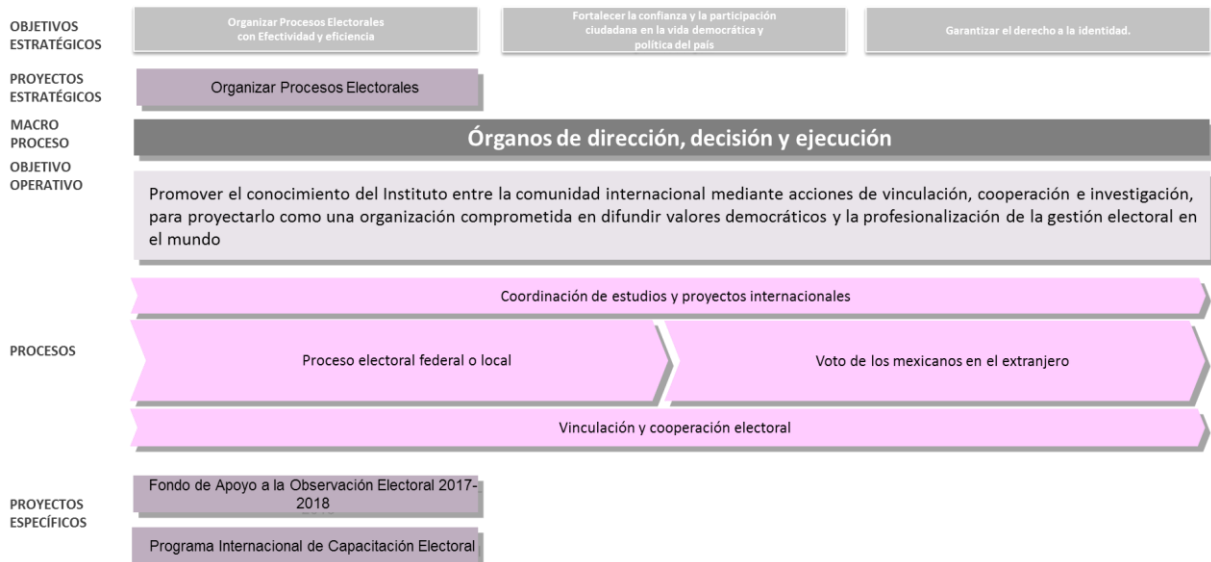 OBJETIVOS
ESTRATÉGICOS
Organizar Procesos Electorales
con Efectividad y eficiencia
Fortalecer la confianza y la participación
ciudadana en la vida democrática y
política del país
Garantizar el derecho a la identidad.
PROYECTOS
ESTRATÉGICOS
Organizar Procesos Electorales
MACRO
PROCESO
Órganos de dirección, decisión y ejecución
OBJETIVO
OPERATIVO
Promover el conocimiento del Instituto entre la comunidad internacional mediante acciones de vinculación, cooperación e investigación,
para proyectarlo como una organización comprometida en difundir valores democráticos y la profesionalización de la gestión electoral en
el mundo
Coordinación de estudios y proyectos internacionales
PROCESOS
Proceso electoral federal o local
Voto de los mexicanos en el extranjero
Vinculación y cooperación electoral
PROYECTOS
ESPECÍFICOS
Fondo de Apoyo a la Observación Electoral 2017-
2018
Programa Internacional de Capacitación Electoral